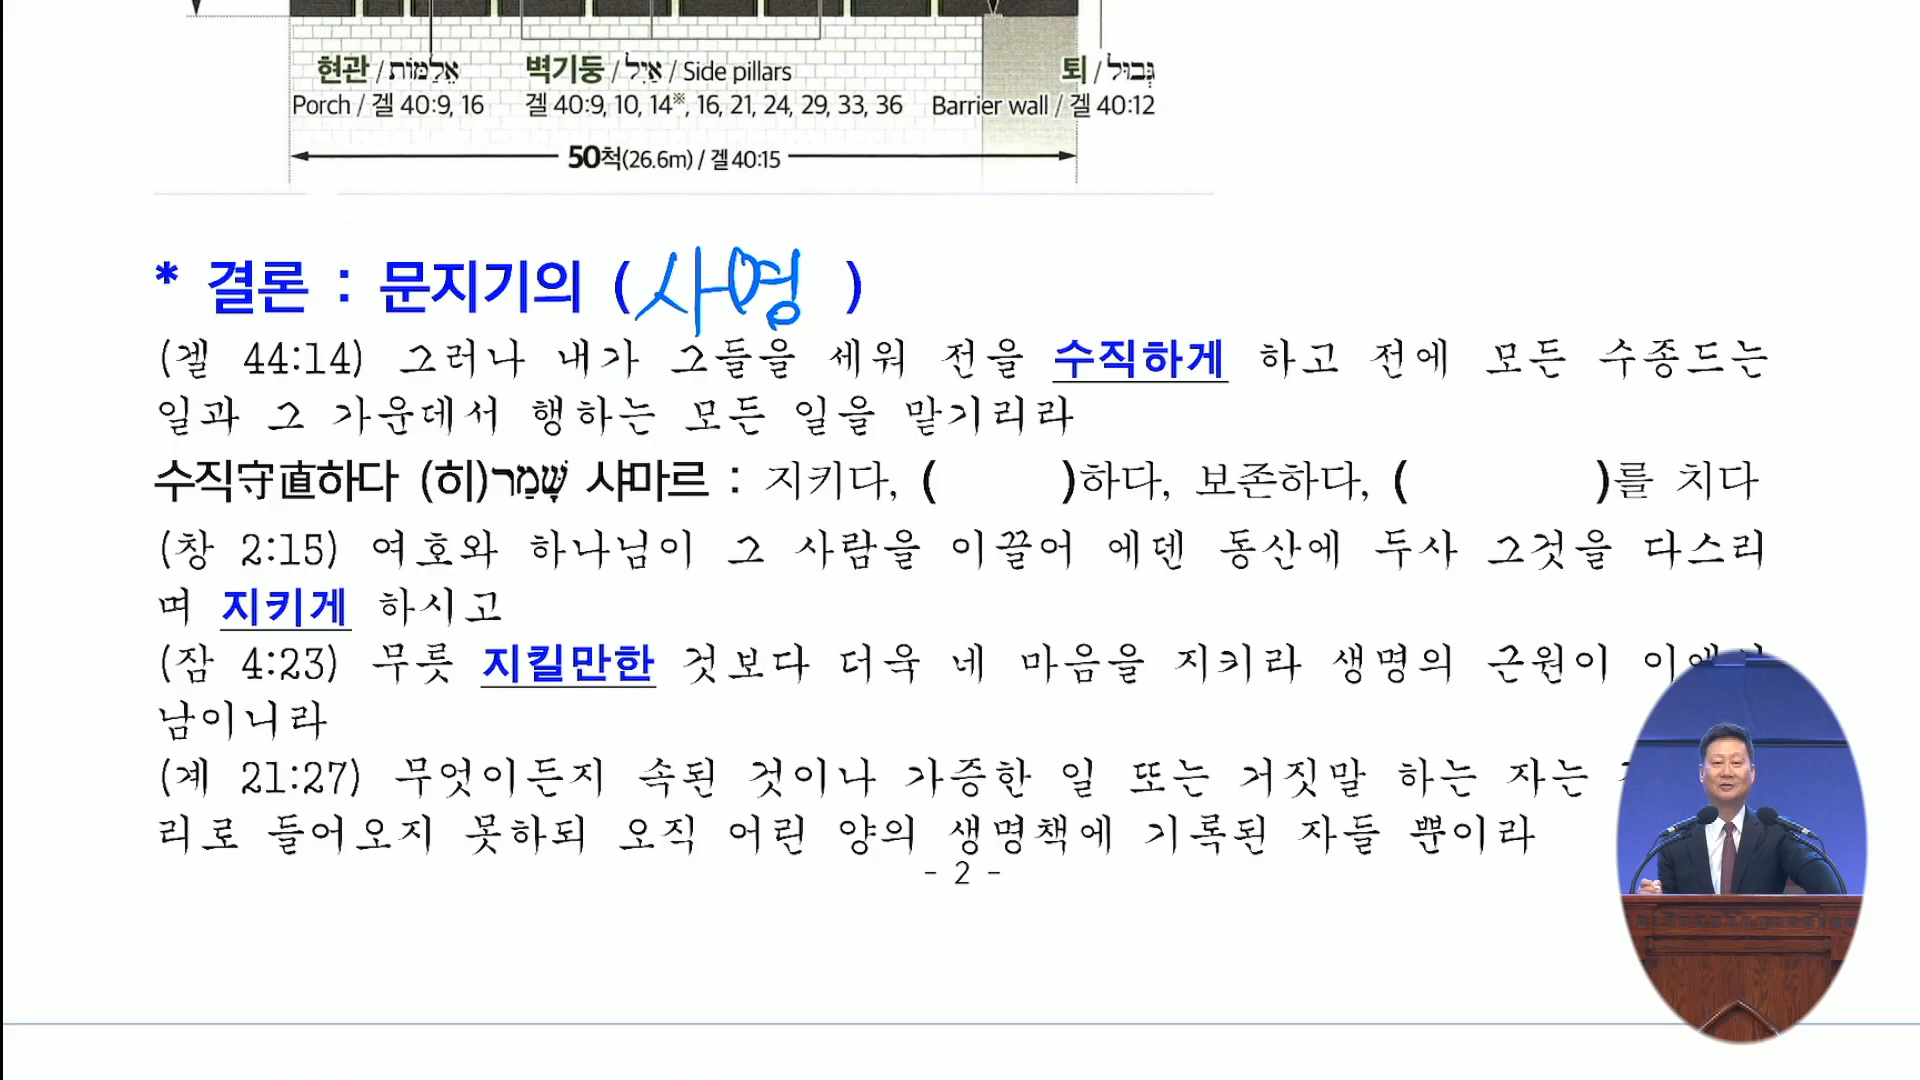 현관 / אֵלַמּוֹת
Porch / 겔 40:9, 16
벽기둥 / אַיִל / Side pillars
겔 40:9, 10, 14※, 16, 21, 24, 29, 33, 36
퇴 / גְּבוּל
Barrier wall / 겔 40:12
50척(26.6m) / 겔 40:15
* 결론 : 문지기의 (사명)
(겔 44:14) 그러나 내가 그들을 세워 전을 수직하게 하고 전에 모든 수종드는
일과 그 가운데서 행하는 모든 일을 맡기리라
수직守直하다 (히)שָׁמַר 샤마르 : 지키다, ( )하다, 보존하다, ( )를 치다
(창 2:15) 여호와 하나님이 그 사람을 이끌어 에덴 동산에 두사 그것을 다스리
며 지키게 하시고
(잠 4:23) 무릇 지킬만한 것보다 더욱 네 마음을 지키라 생명의 근원이
남이니라
(계 21:27) 무엇이든지 속된 것이나 가증한 일 또는 거짓말 하는 자는
리로 들어오지 못하되 오직 어린 양의 생명책에 기록된 자들 뿐이라
- 2 -